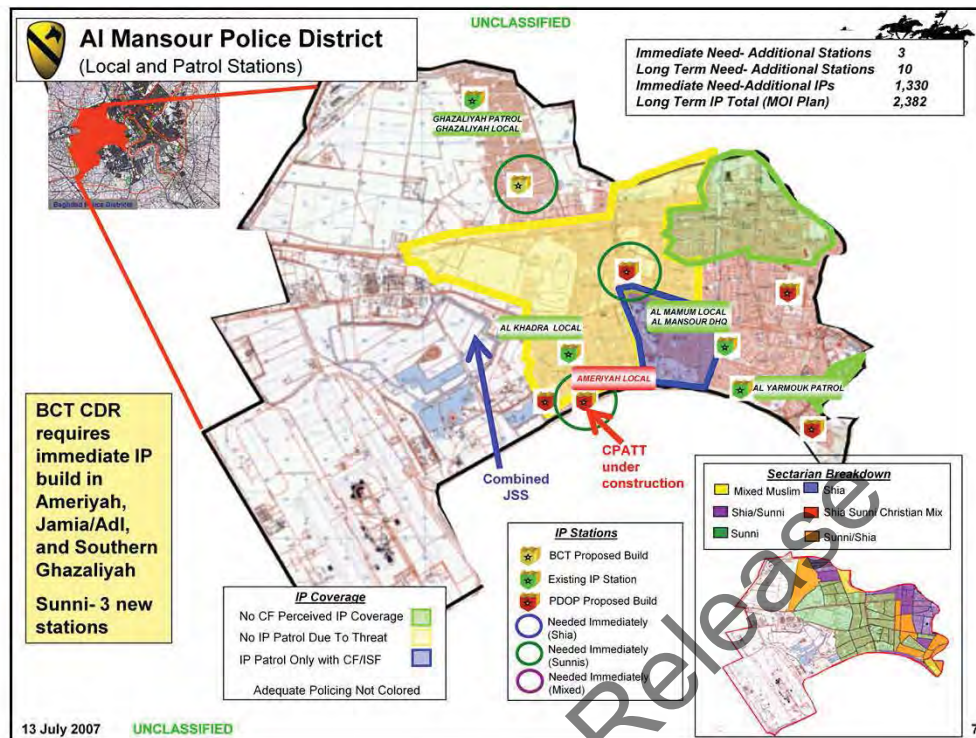 UNCLASSIFIED
Al Mansour Police District
(Local and Patrol Stations)
Immediate Need- Additional Stations 3
Long Term Need- Additional Stations 10
Immediate Need-Additional IPs 1,330
Long Term IP Total (MOI Plan) 2,382
Baghdad Police Districts
GHAZALIYAH PATROL
GHAZALIYAH LOCAL
AL MAMUM LOCAL
AL MANSOUR DHQ
AL KHADRA LOCAL
AMERIYAH LOCAL
AL YARMOUK PATROL
Combined
JSS
CPATT
under
construction
BCT CDR
requires
immediate IP
build in
Ameriyah,
Jamia/Adl,
and Southern
Ghazaliyah
Sunni- 3 new
stations
IP Coverage
No CF Perceived IP Coverage
No IP Patrol Due To Threat
IP Patrol Only with CF/ISF
Adequate Policing Not Colored
IP Stations
BCT Proposed Build
Existing IP Station
PDOP Proposed Build
Needed Immediately
(Shia)
Needed Immediately
(Sunnis)
Needed Immediately
(Mixed)
Sectarian Breakdown
Mixed Muslim
Shia
Shia/Sunni
Shia Sunni Christian Mix
Sunni
Sunni/Shia
Release
13 July 2007
UNCLASSIFIED
7